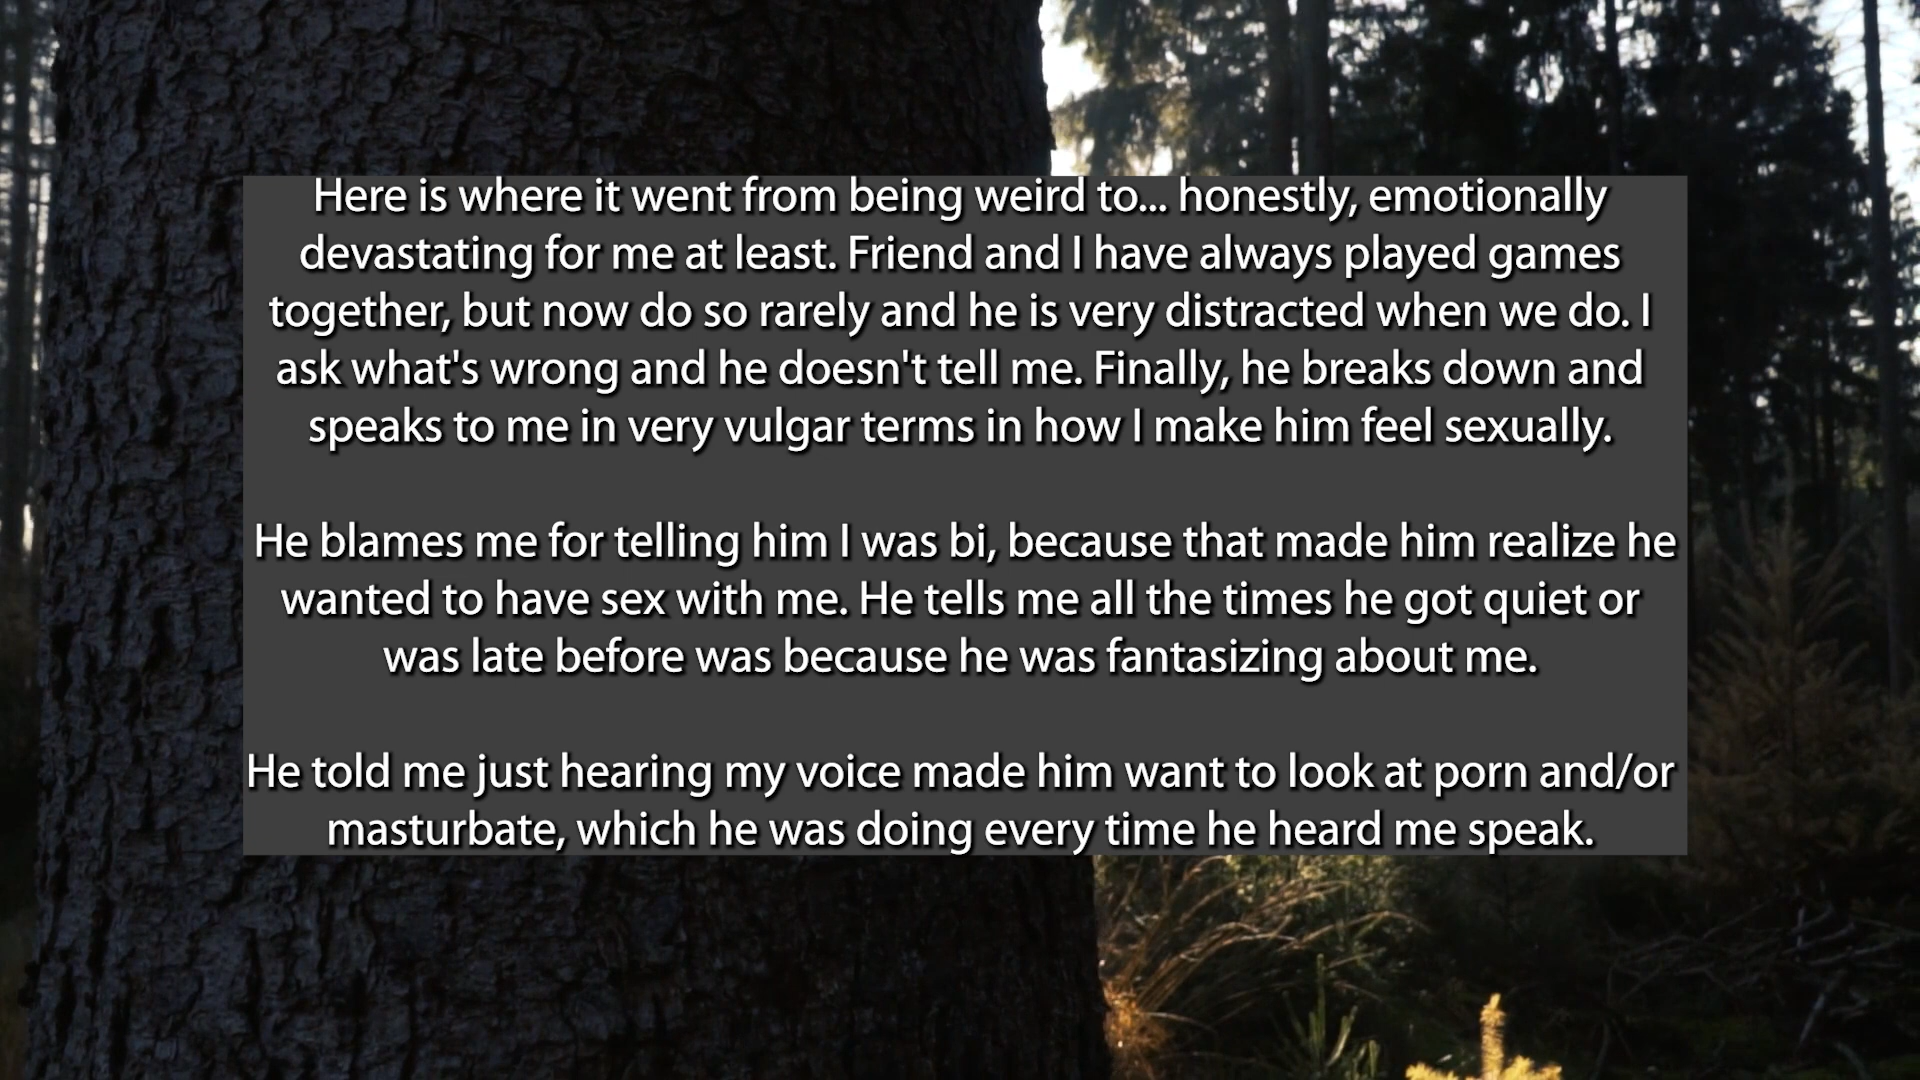 Here is where it went from being weird to... honestly, emotionally
devastating for me at least. Friend and I have always played games
together, but now do so rarely and he is very distracted when we do. I
ask what's wrong and he doesn't tell me. Finally, he breaks down and
speaks to me in very vulgar terms in how I make him feel sexually.
He blames me for telling him I was bi, because that made him realize he
wanted to have sex with me. He tells me all the times he got quiet or
was late before was because he was fantasizing about me.
He told me just hearing my voice made him want to look at porn and/or
masturbate, which he was doing every time he heard me speak.